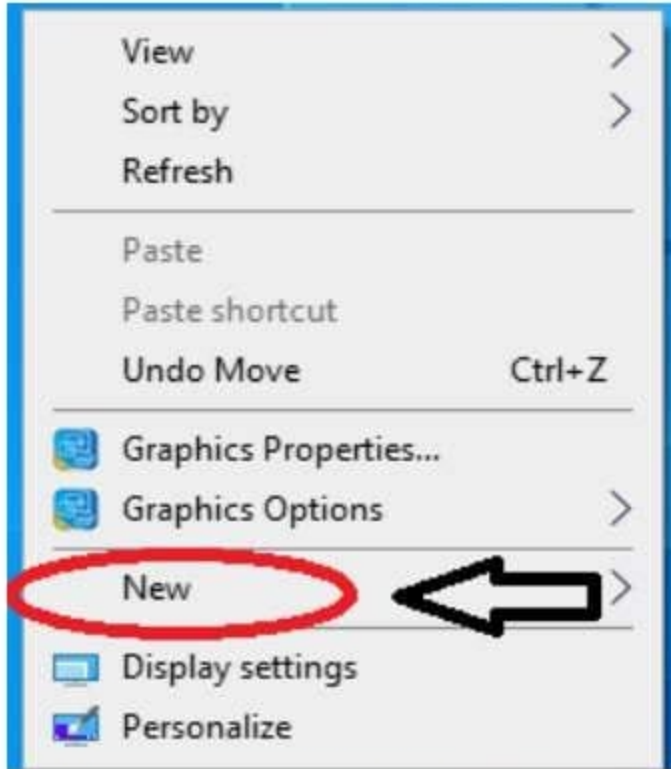 View
Sort by
Refresh
Paste
Paste shortcut
Undo Move Ctrl+Z
Graphics Properties...
Graphics Options
New
Display settings
Personalize